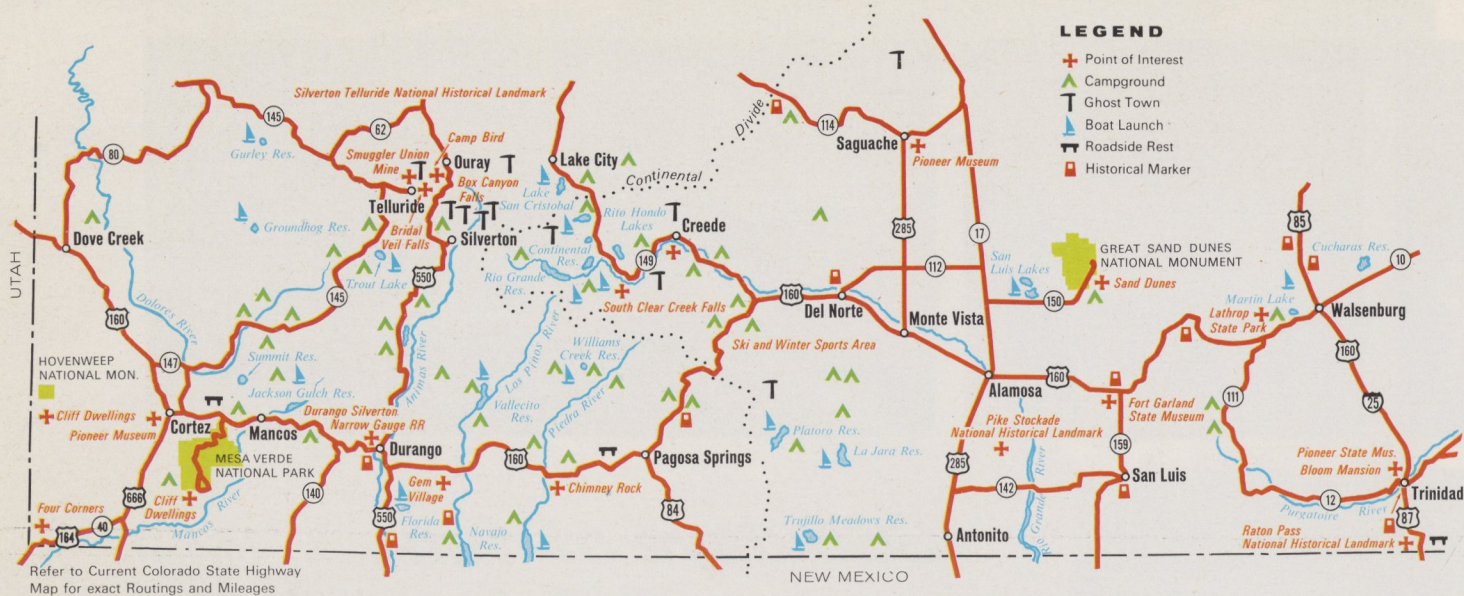 LEGEND
Point of Interest
Campground
Ghost Town
Boat Launch
Roadside Rest
Historical Marker
Silverton Telluride National Historical Landmark
145
62
Camp Bird
80
Gurley Res.
Smuggler Union
Mine
Ouray
Box Canyon
Falls
Telluride
Bridal
Veil Falls
Silverton
Groundhog Res.
Trout Lake
550
145
Dove Creek
UTAH
160
Dolores River
147
Summit Res.
Jackson Gulch Res.
Animas River
HOVENWEEP
NATIONAL MON.
Cliff Dwellings
Pioneer Museum
Cortez
Mancos
Durango Silverton
Narrow Gauge RR
Durango
MESA VERDE
NATIONAL PARK
Cliff
Dwellings
Mancos River
666
Four Corners
40
164
140
550
Gem
Village
Florida
Res.
Navajo
Res.
160
Chimney Rock
Vallecito
Res.
Los Pinos River
Piedra River
Williams
Creek Res.
Pagosa Springs
84
Lake City
Lake
San Cristobal
Continental
Divide
Rito Hondo
Lakes
Continental
Res.
Rio Grande
Res.
149
Creede
South Clear Creek Falls
160
Del Norte
Ski and Winter Sports Area
114
Saguache
Pioneer Museum
285
17
112
Monte Vista
Alamosa
San
Luis Lakes
150
GREAT SAND DUNES
NATIONAL MONUMENT
Sand Dunes
160
Fort Garland
State Museum
Pike Stockade
National Historical Landmark
159
San Luis
142
285
Antonito
Rio Grande River
Platoro Res.
La Jara Res.
Trujillo Meadows Res.
85
Cucharas Res.
10
Martin Lake
Lathrop
State Park
Walsenburg
160
25
111
Pioneer State Mus.
Bloom Mansion
Trinidad
12
Purgatoire River
87
Raton Pass
National Historical Landmark
NEW MEXICO
Refer to Current Colorado State Highway
Map for exact Routings and Mileages